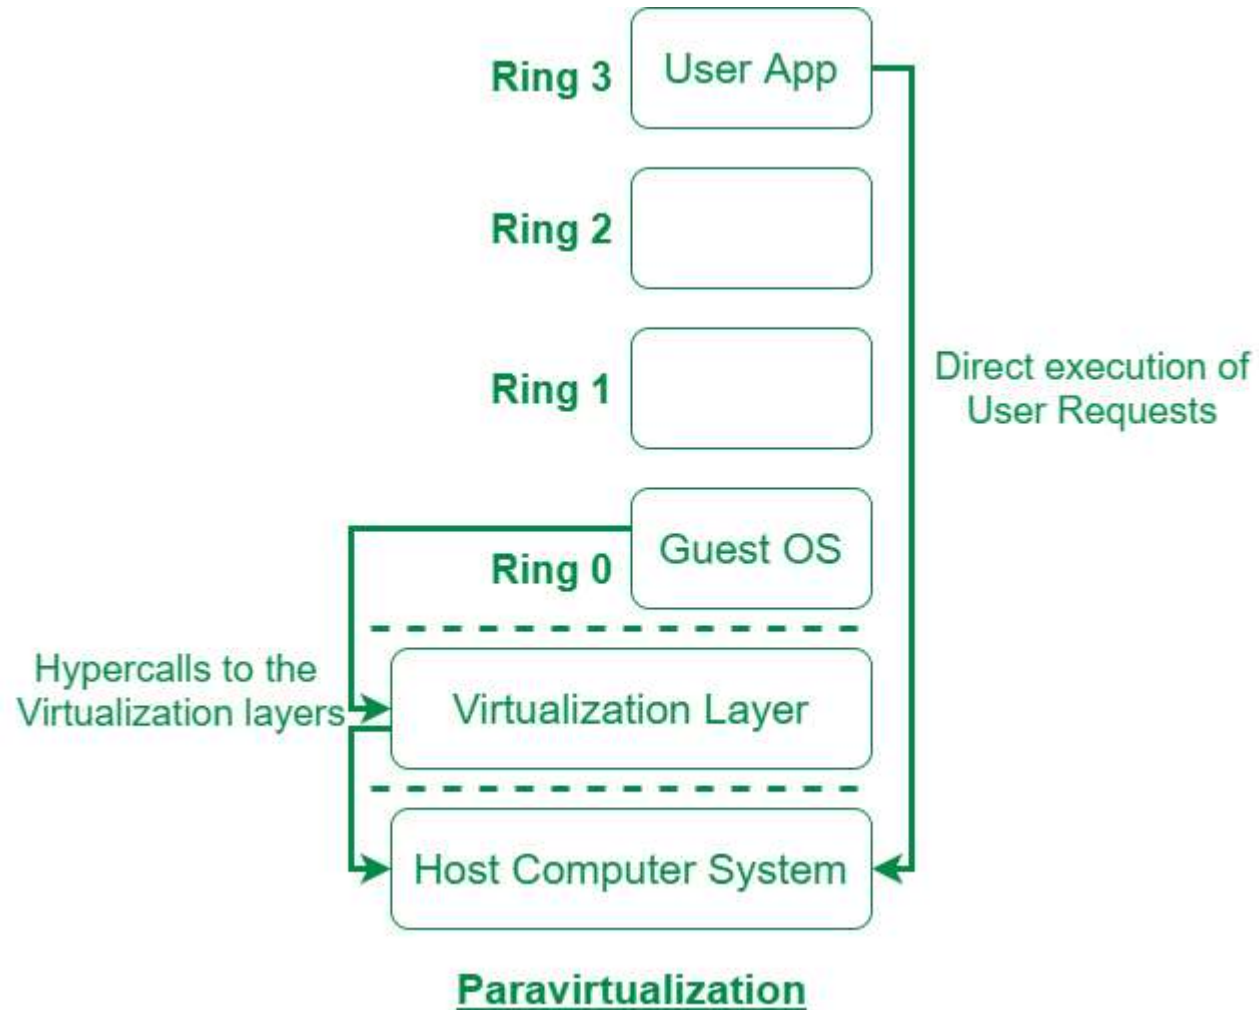 Ring 3
User App
Ring 2
Ring 1
Direct execution of
User Requests
Guest OS
Ring 0
Hypercalls to the
Virtualization layers
Virtualization Layer
Host Computer System
Paravirtualization